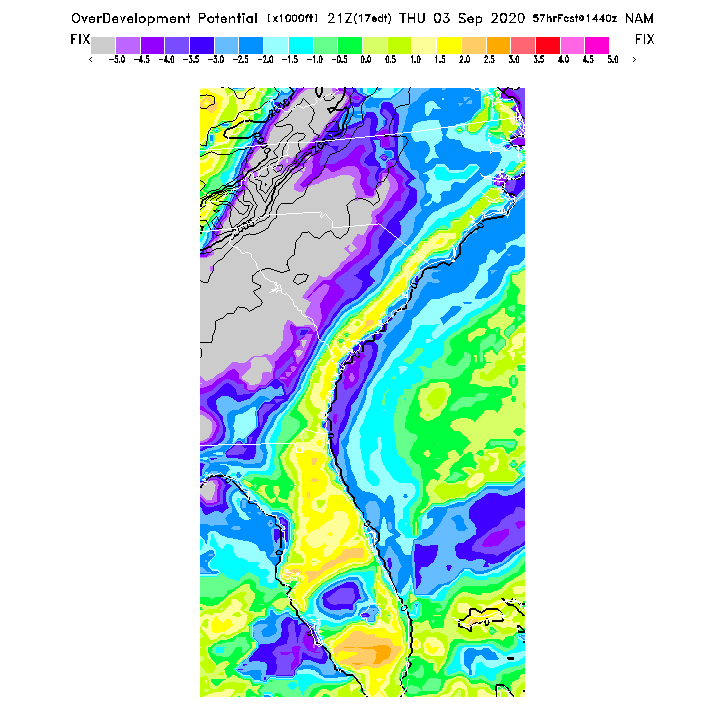 OverDevelopment Potential [x1000ft] 21Z(17edt) THU 03 Sep 2020 57hrFcst@1440z NAM
FIX FIX
< -5.0 -4.5 -4.0 -3.5 -3.0 -2.5 -2.0 -1.5 -1.0 -0.5 0.0 0.5 1.0 1.5 2.0 2.5 3.0 3.5 4.0 4.5 5.0 >